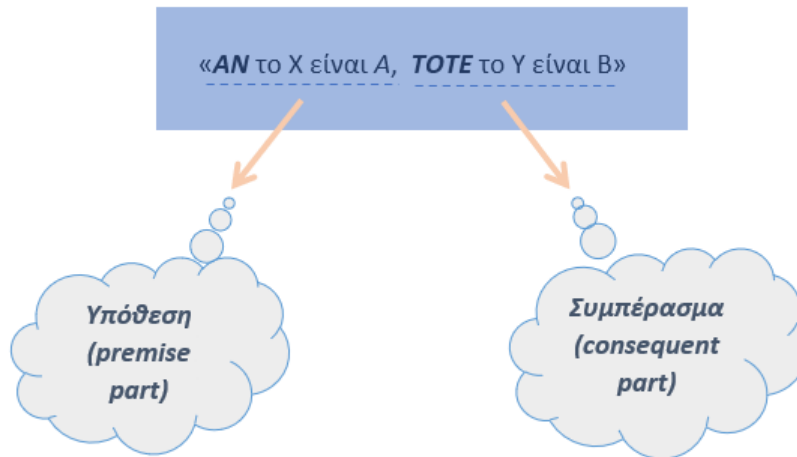 «ΑΝ το Χ είναι Α, ΤΟΤΕ το Υ είναι Β»
Υπόθεση
(premise
part)
Συμπέρασμα
(consequent
part)